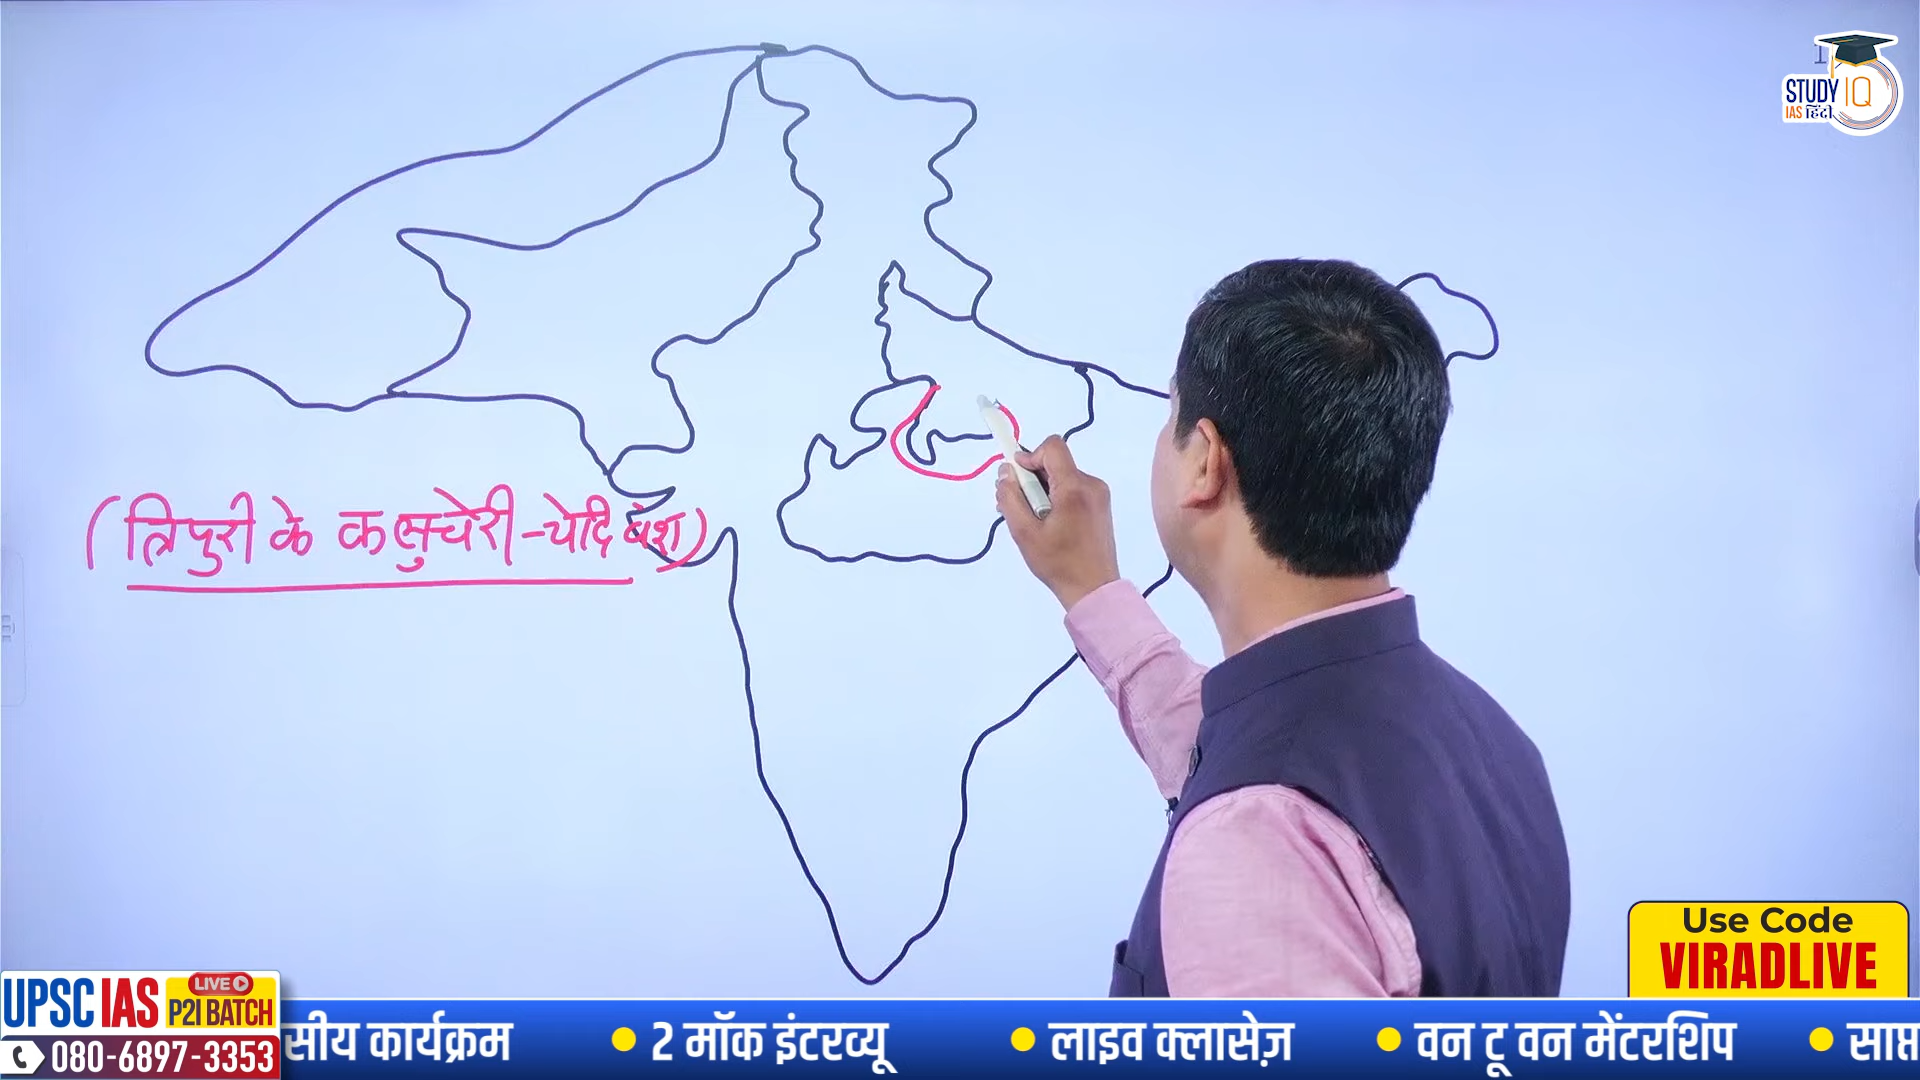 STUDY IQ
IAS हिंदी
(त्रिपुरी के कलुचेरी-चेदि वंश)
Use Code
VIRADLIVE
UPSC IAS
LIVE
P2I BATCH
080-6897-3353
सीय कार्यक्रम
2 मॉक इंटरव्यू
लाइव क्लासेज़
वन टू वन मेंटरशिप
साप्त